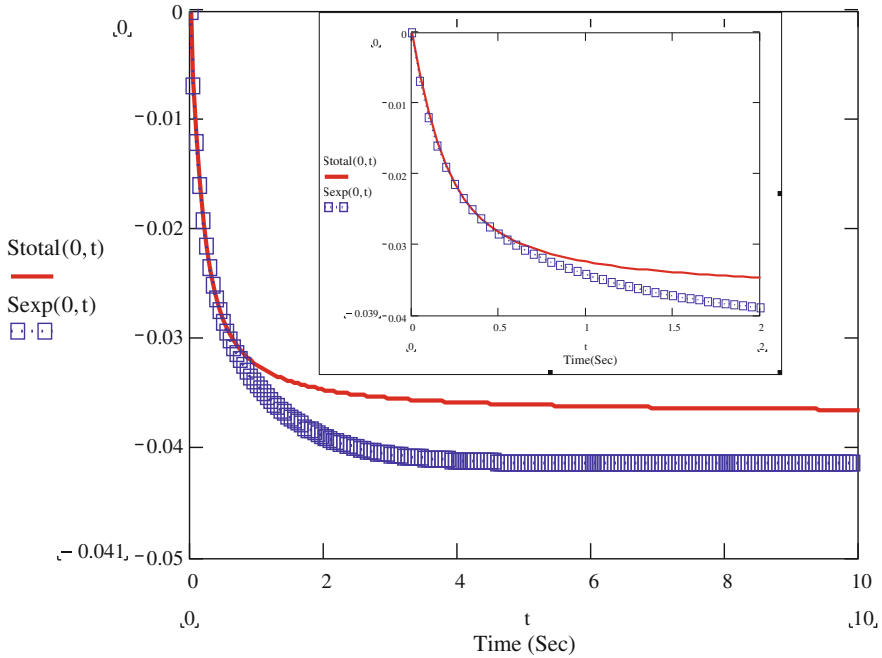 0
⌞0⌟
−0.01
−0.02
−0.03
−0.04
⌞−0.041⌟
−0.05
Stotal(0,t)
Sexp(0,t)
0
⌞0⌟
−0.01
−0.02
−0.03
⌞−0.039⌟
−0.04
Stotal(0,t)
Sexp(0,t)
0 0.5 1 1.5 2
⌞0⌟ t ⌞2⌟
Time(Sec)
0 2 4 6 8 10
⌞0⌟ t ⌞10⌟
Time (Sec)